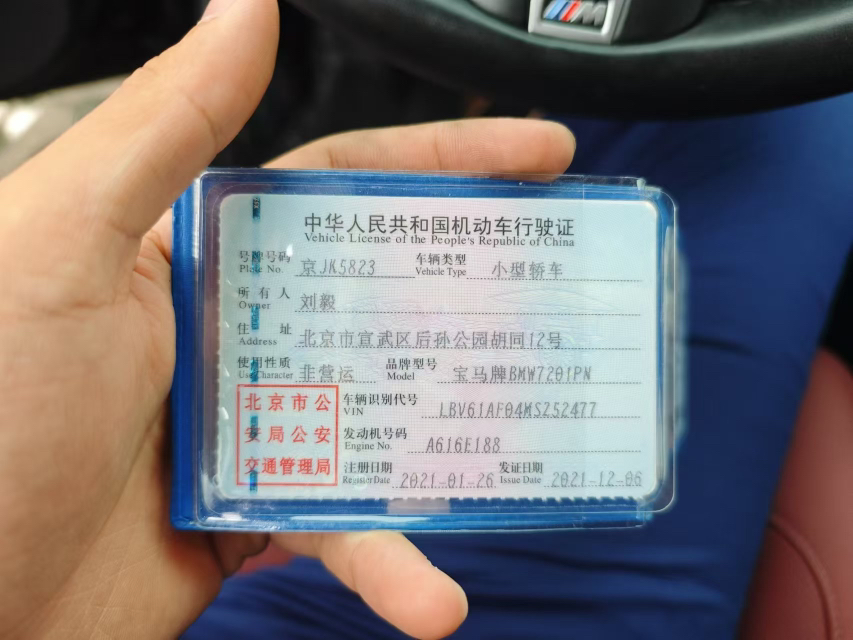 中华人民共和国机动车行驶证
Vehicle License of the People's Republic of China
号牌号码 京JK5823 车辆类型 小型轿车
Plate No. Vehicle Type
所有人 刘毅
Owner
住址 北京市宣武区后孙公园胡同12号
Address
使用性质 非营运 品牌型号 宝马牌BMW7201PN
Use Character Model
北京市公
安局公安
交通管理局
车辆识别代号 LBV61AF04MSZ52477
VIN
发动机号码 A616E188
Engine No.
注册日期 2021-01-26 发证日期 2021-12-06
Register Date Issue Date
M